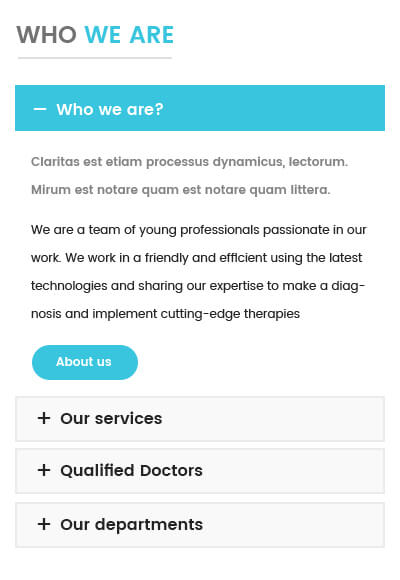 WHO WE ARE
Who we are?
Claritas est etiam processus dynamicus, lectorum.
Mirum est notare quam est notare quam littera.
We are a team of young professionals passionate in our
work. We work in a friendly and efficient using the latest
technologies and sharing our expertise to make a diag-
nosis and implement cutting-edge therapies
About us
Our services
Qualified Doctors
Our departments